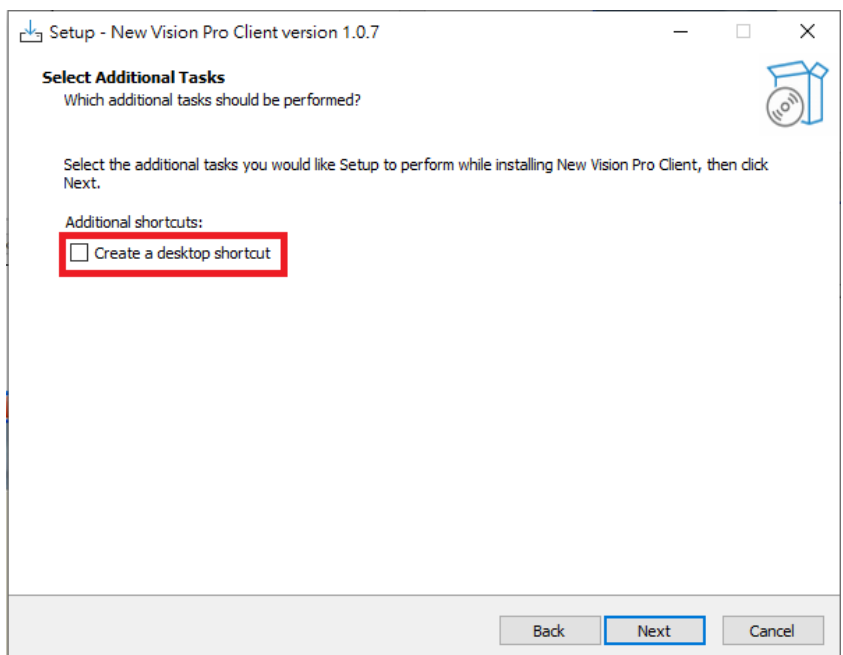 Setup - New Vision Pro Client version 1.0.7
Select Additional Tasks
Which additional tasks should be performed?
Select the additional tasks you would like Setup to perform while installing New Vision Pro Client, then click
Next.
Additional shortcuts:
Create a desktop shortcut
Back
Next
Cancel